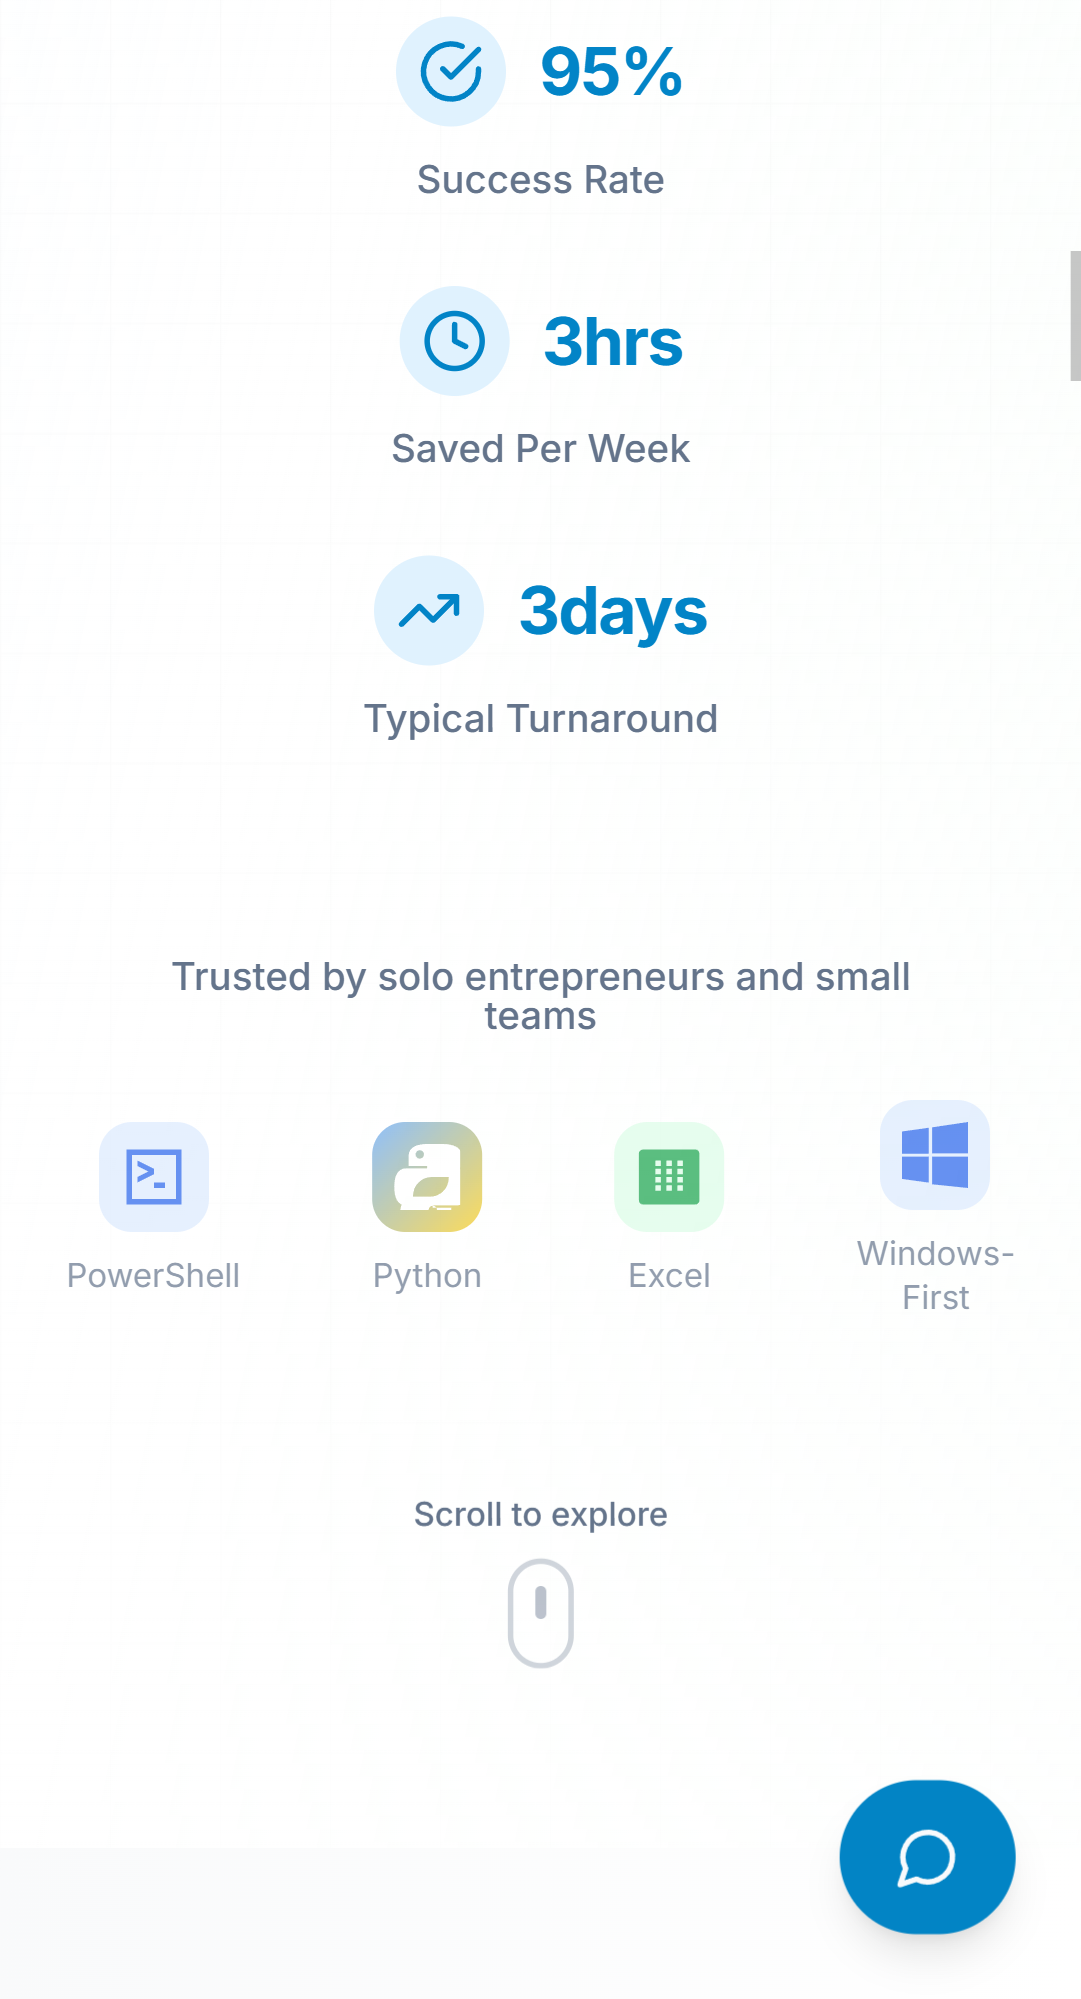 95%
Success Rate
3hrs
Saved Per Week
3days
Typical Turnaround
Trusted by solo entrepreneurs and small
teams
PowerShell
Python
Excel
Windows-
First
Scroll to explore